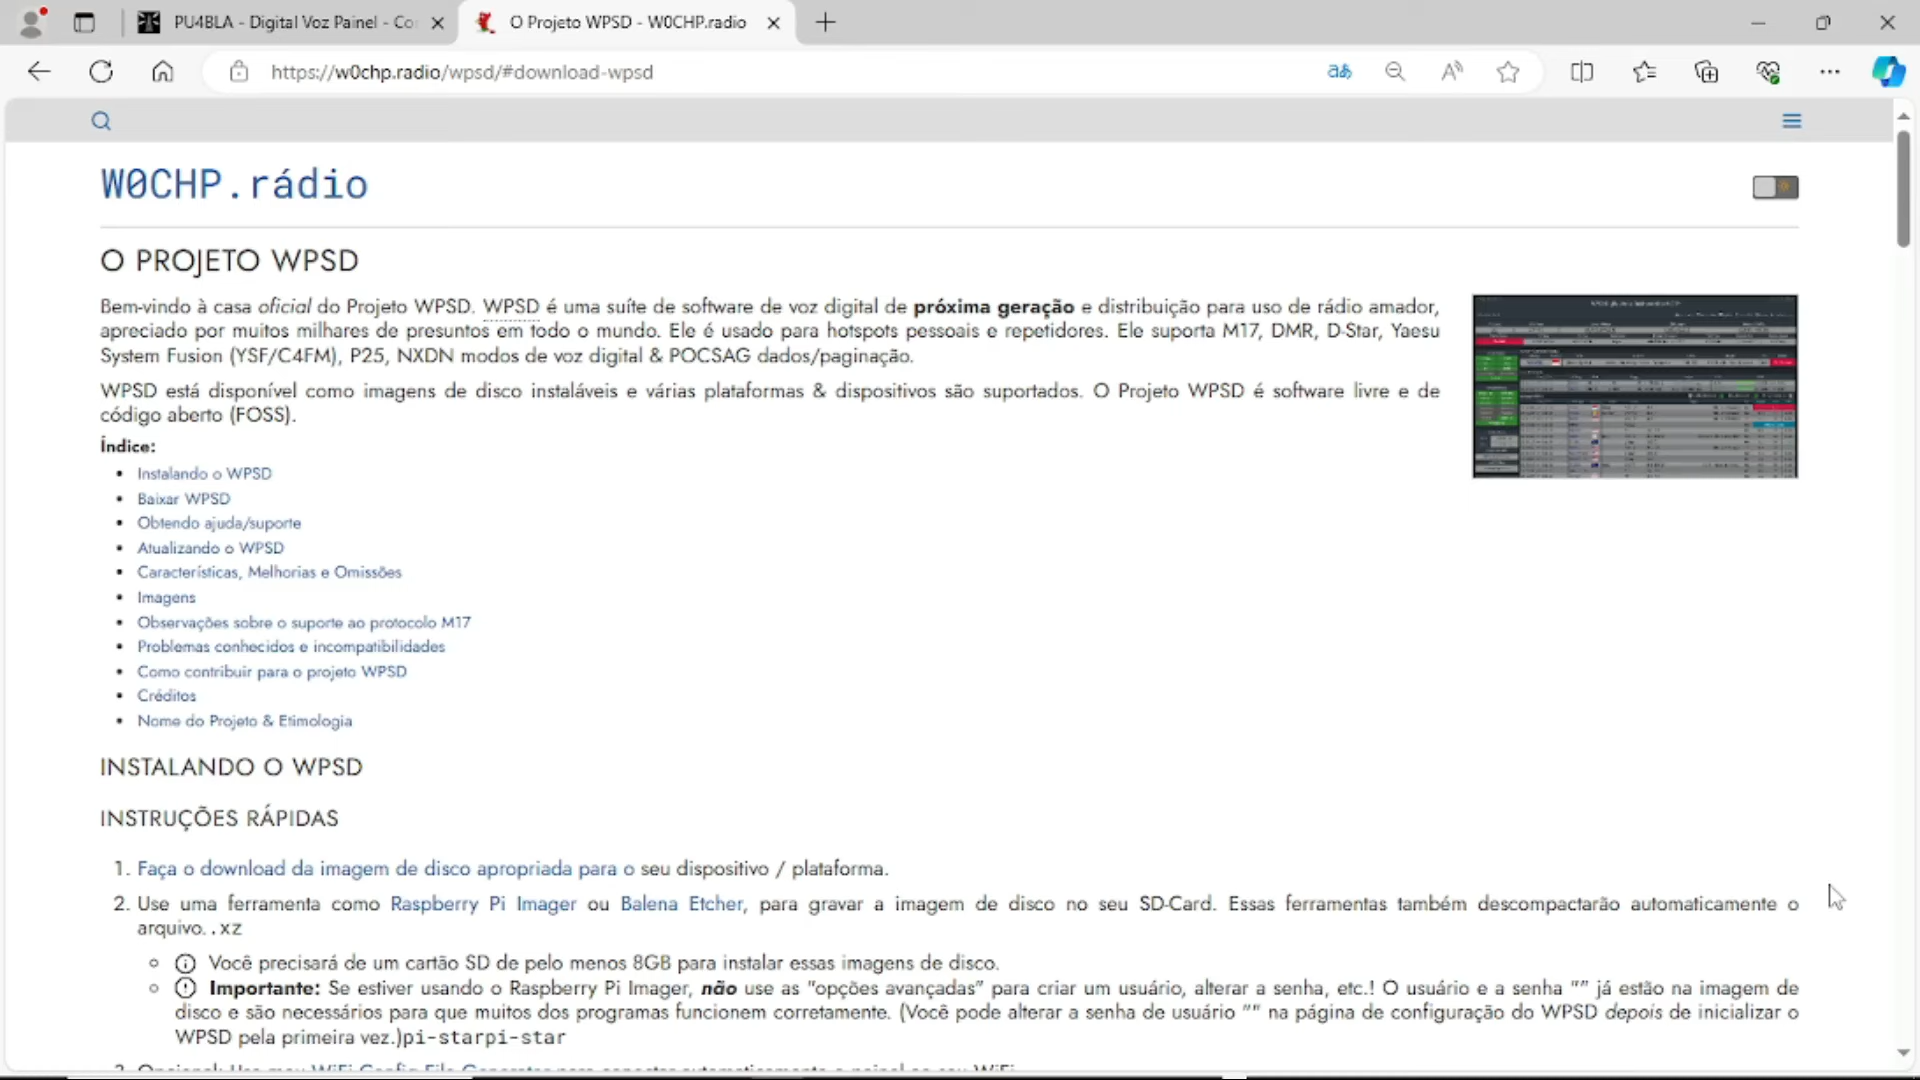 PU4BLA - Digital Voz Painel - Co
O Projeto WPSD - W0CHP.radio
https://w0chp.radio/wpsd/#download-wpsd
W0CHP.rádio
O PROJETO WPSD
Bem-vindo à casa oficial do Projeto WPSD. WPSD é uma suíte de software de voz digital de próxima geração e distribuição para uso de rádio amador,
apreciado por muitos milhares de presuntos em todo o mundo. Ele é usado para hotspots pessoais e repetidores. Ele suporta M17, DMR, D-Star, Yaesu
System Fusion (YSF/C4FM), P25, NXDN modos de voz digital & POCSAG dados/paginação.
WPSD está disponível como imagens de disco instaláveis e várias plataformas & dispositivos são suportados. O Projeto WPSD é software livre e de
código aberto (FOSS).
Índice:
• Instalando o WPSD
• Baixar WPSD
• Obtendo ajuda/suporte
• Atualizando o WPSD
• Características, Melhorias e Omissões
• Imagens
• Observações sobre o suporte ao protocolo M17
• Problemas conhecidos e incompatibilidades
• Como contribuir para o projeto WPSD
• Créditos
• Nome do Projeto & Etimologia
INSTALANDO O WPSD
INSTRUÇÕES RÁPIDAS
1. Faça o download da imagem de disco apropriada para o seu dispositivo / plataforma.
2. Use uma ferramenta como Raspberry Pi Imager ou Balena Etcher, para gravar a imagem de disco no seu SD-Card. Essas ferramentas também descompactarão automaticamente o
arquivo. .xz
Você precisará de um cartão SD de pelo menos 8GB para instalar essas imagens de disco.
Importante: Se estiver usando o Raspberry Pi Imager, não use as "opções avançadas" para criar um usuário, alterar a senha, etc.! O usuário e a senha "" já estão na imagem de
disco e são necessários para que muitos dos programas funcionem corretamente. (Você pode alterar a senha de usuário "" na página de configuração do WPSD depois de inicializar o
WPSD pela primeira vez.)pi-starpi-star